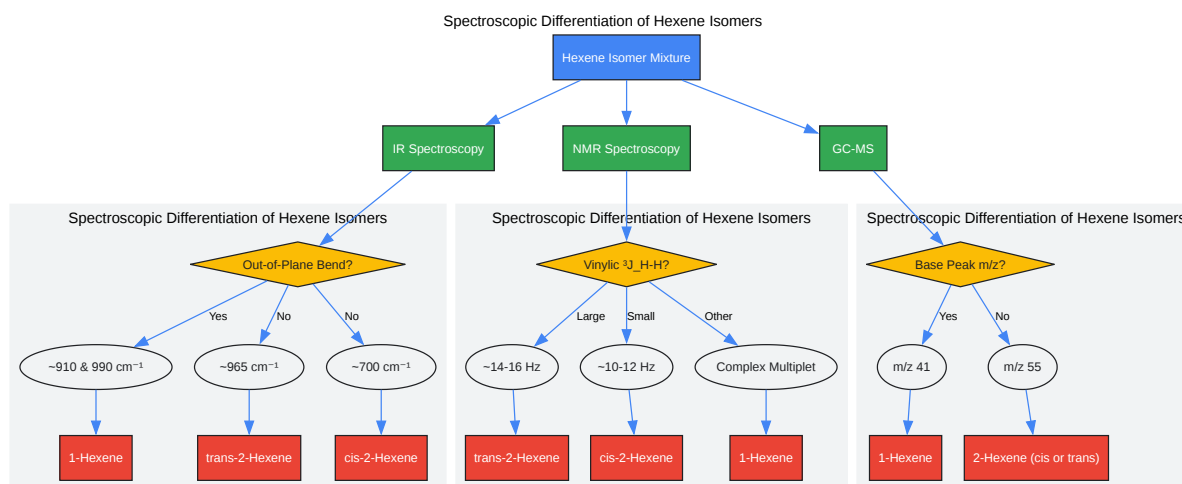 Spectroscopic Differentiation of Hexene Isomers
Hexene Isomer Mixture
IR Spectroscopy
NMR Spectroscopy
GC-MS
Spectroscopic Differentiation of Hexene Isomers
Spectroscopic Differentiation of Hexene Isomers
Spectroscopic Differentiation of Hexene Isomers
Out-of-Plane Bend?
Vinylic ³J_H-H?
Base Peak m/z?
Yes
No
No
Large
Small
Other
Yes
No
~910 & 990 cm⁻¹
~965 cm⁻¹
~700 cm⁻¹
~14-16 Hz
~10-12 Hz
Complex Multiplet
m/z 41
m/z 55
1-Hexene
trans-2-Hexene
cis-2-Hexene
trans-2-Hexene
cis-2-Hexene
1-Hexene
1-Hexene
2-Hexene (cis or trans)